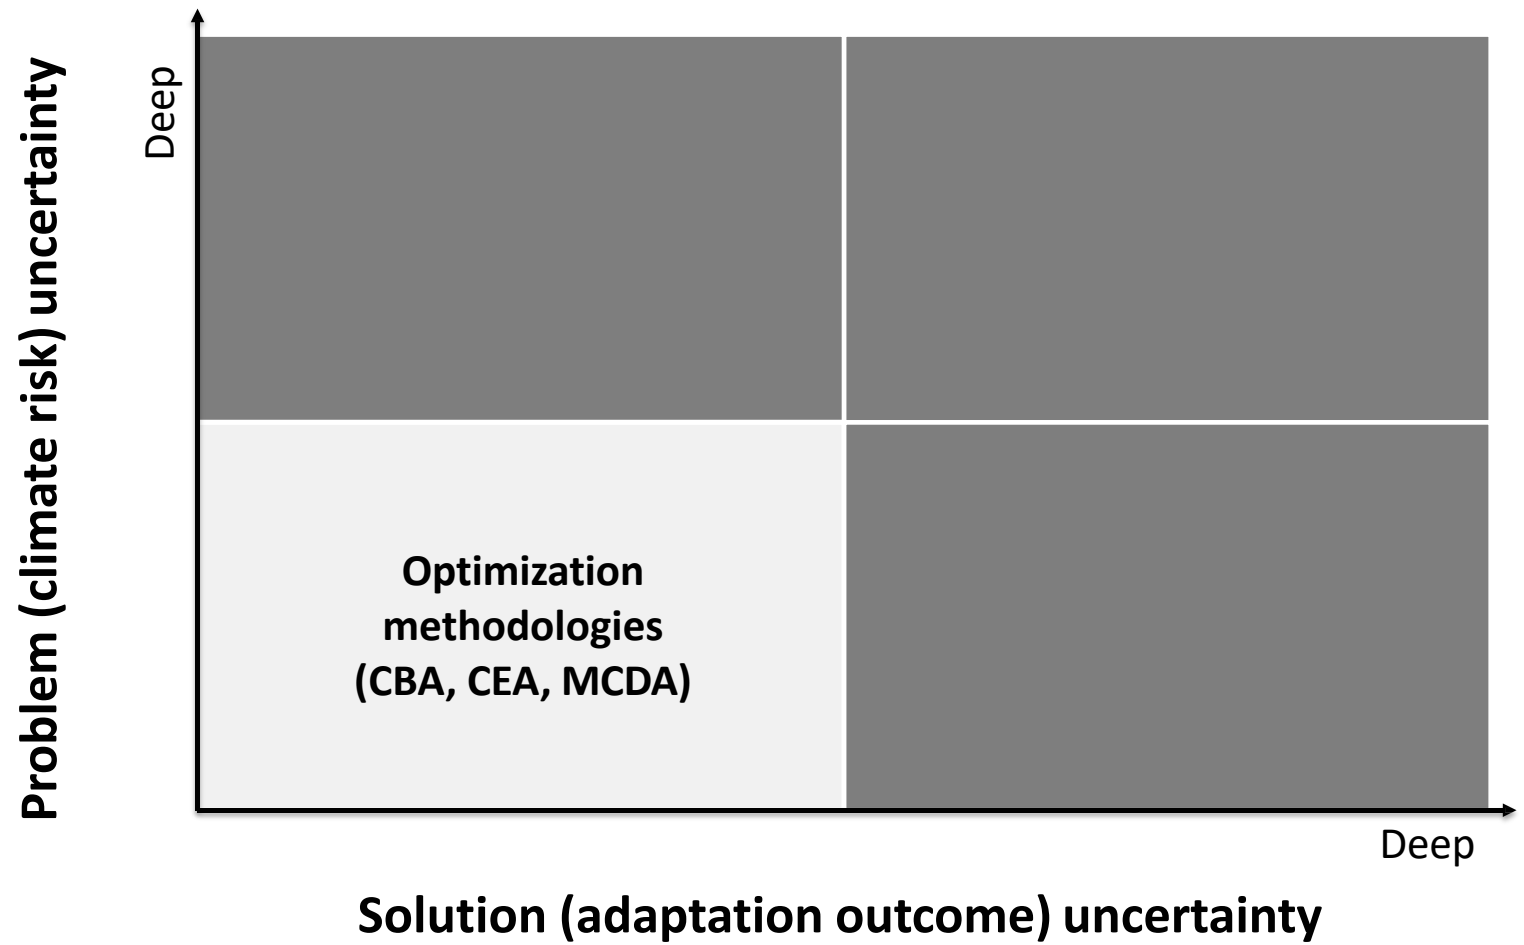 Problem (climate risk) uncertainty
Deep
Optimization
methodologies
(CBA, CEA, MCDA)
Deep
Solution (adaptation outcome) uncertainty